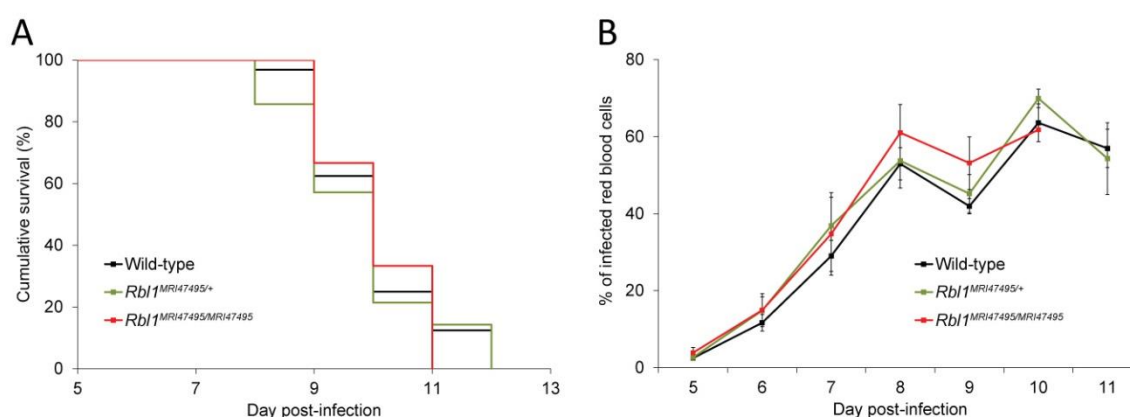 A
Cumulative survival (%)
100
80
60
40
20
0
Wild-type
Rbl1MRI47495/+
Rbl1MRI47495/MRI47495
5
7
9
11
13
Day post-infection
B
% of infected red blood cells
80
60
40
20
0
Wild-type
Rbl1MRI47495/+
Rbl1MRI47495/MRI47495
5
6
7
8
9
10
11
Day post-infection